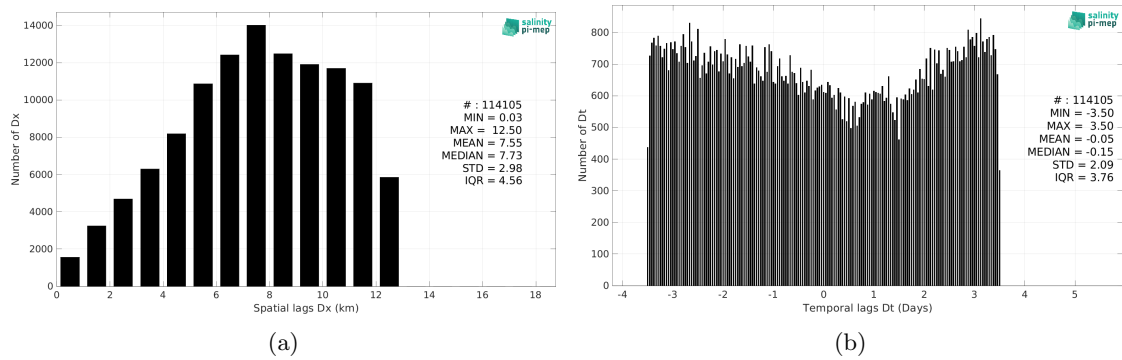 salinity
pi-mep
14000
12000
10000
8000
6000
4000
2000
0
Number of Dx
# : 114105
MIN = 0.03
MAX = 12.50
MEAN = 7.55
MEDIAN = 7.73
STD = 2.98
IQR = 4.56
0 2 4 6 8 10 12 14 16 18
Spatial lags Dx (km)
(a)
salinity
pi-mep
800
700
600
500
400
300
200
100
0
Number of Dt
# : 114105
MIN = -3.50
MAX = 3.50
MEAN = -0.05
MEDIAN = -0.15
STD = 2.09
IQR = 3.76
-4 -3 -2 -1 0 1 2 3 4 5
Temporal lags Dt (Days)
(b)